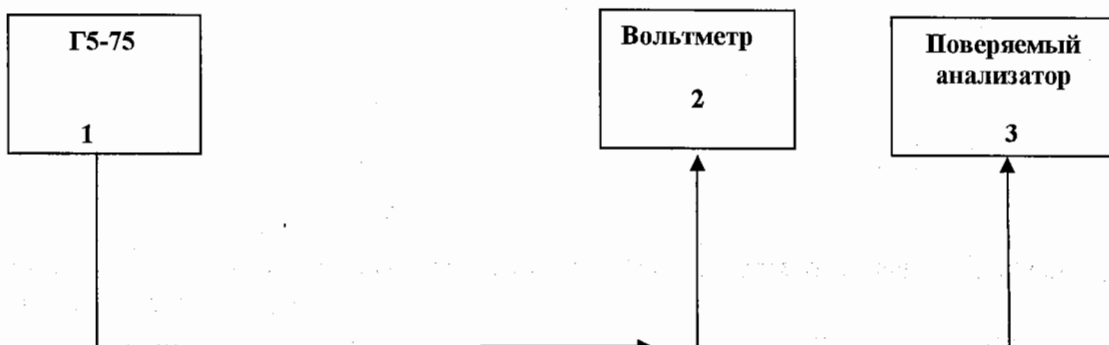 Г5-75
1
Вольтметр
2
Поверяемый
анализатор
3